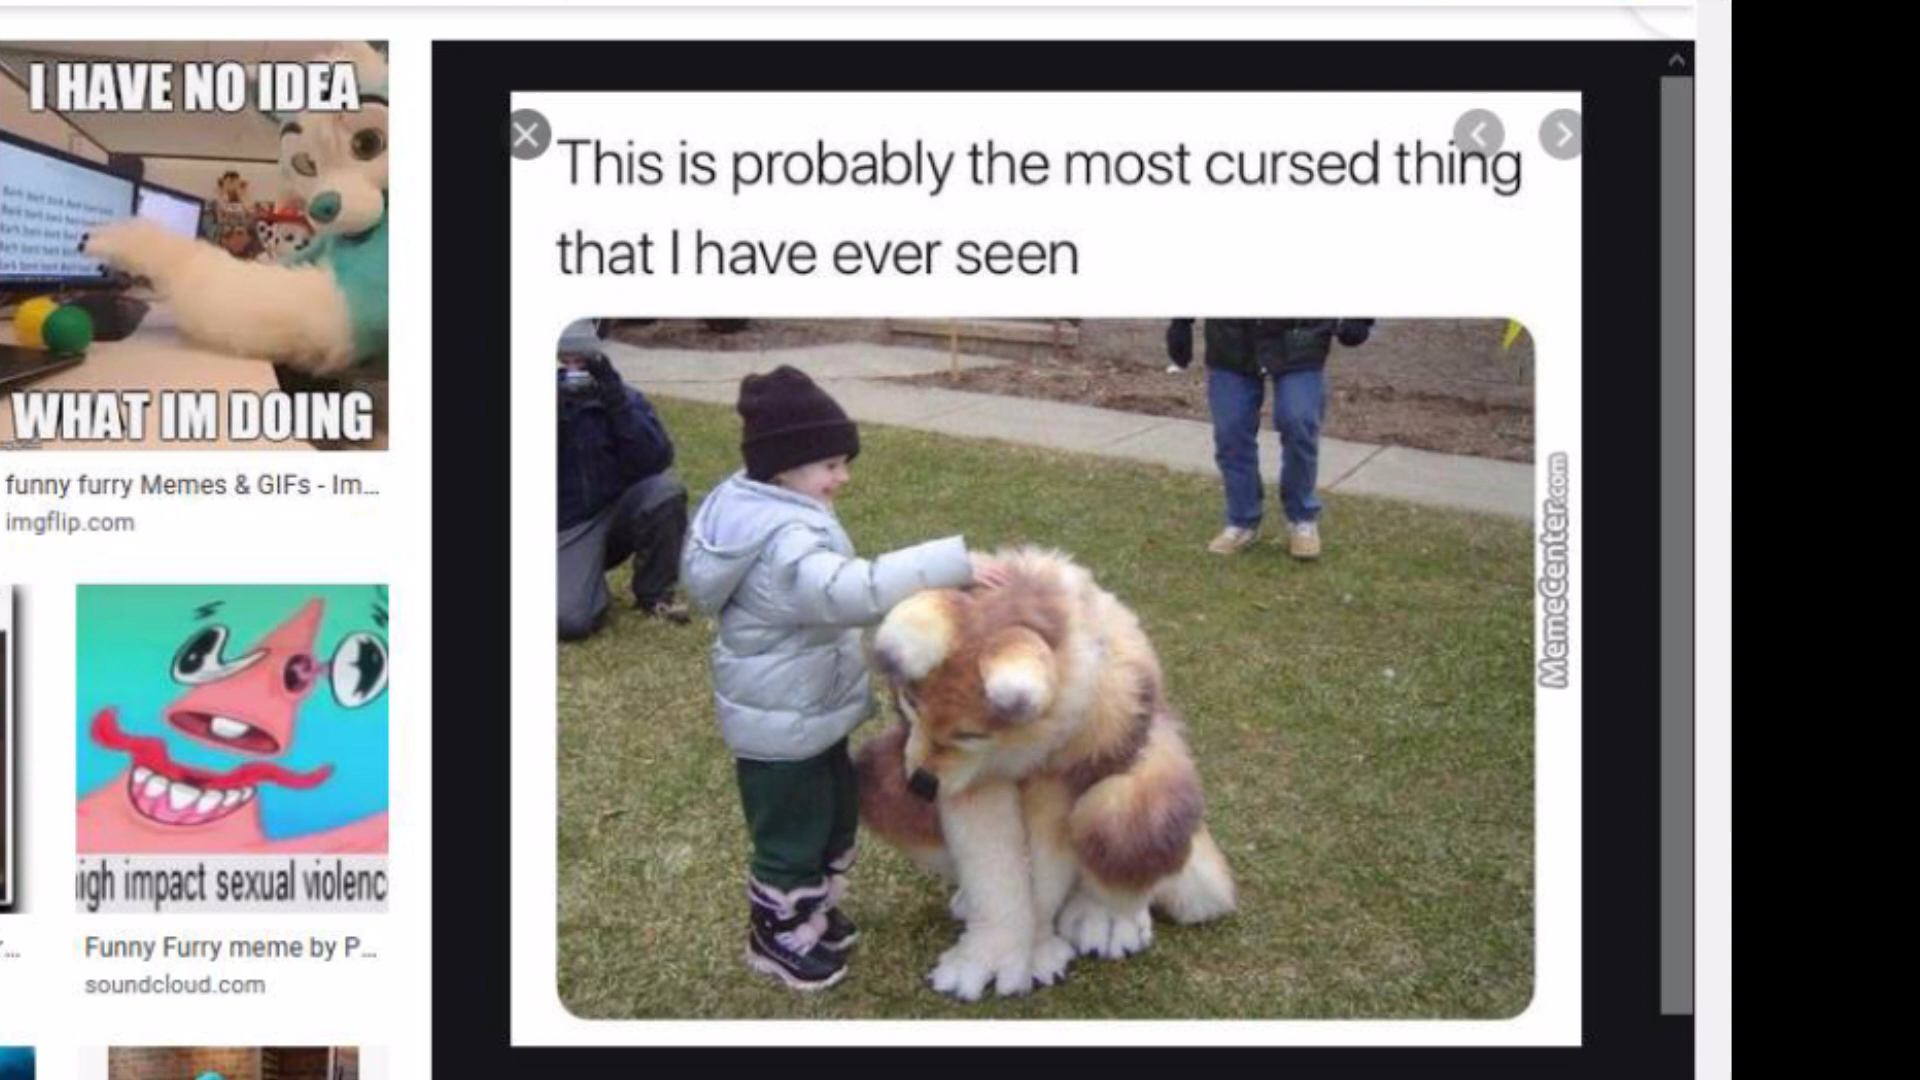 I HAVE NO IDEA
WHAT IM DOING
funny furry Memes & GIFs - Im...
imgflip.com
igh impact sexual violenc
Funny Furry meme by P...
soundcloud.com
This is probably the most cursed thing
that I have ever seen
MemeCenter.com